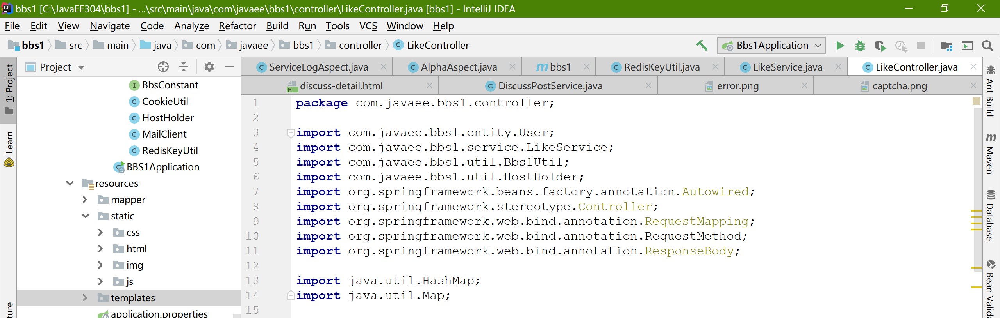 bbs1 [C:\JavaEE304\bbs1] - ...\src\main\java\com\javaee\bbs1\controller\LikeController.java [bbs1] - IntelliJ IDEA
File Edit View Navigate Code Analyze Refactor Build Run Tools VCS Window Help
bbs1 src main java com javaee bbs1 controller LikeController Bbs1Application
1: Project
Learn
Project
BbsConstant
CookieUtil
HostHolder
MailClient
RedisKeyUtil
BBS1Application
resources
mapper
static
css
html
img
js
templates
application.properties
ServiceLogAspect.java AlphaAspect.java bbs1 RedisKeyUtil.java LikeService.java LikeController.java
discuss-detail.html DiscussPostService.java error.png captcha.png
1 package com.javaee.bbs1.controller;
2
3 import com.javaee.bbs1.entity.User;
4 import com.javaee.bbs1.service.LikeService;
5 import com.javaee.bbs1.util.Bbs1Util;
6 import com.javaee.bbs1.util.HostHolder;
7 import org.springframework.beans.factory.annotation.Autowired;
8 import org.springframework.stereotype.Controller;
9 import org.springframework.web.bind.annotation.RequestMapping;
10 import org.springframework.web.bind.annotation.RequestMethod;
11 import org.springframework.web.bind.annotation.ResponseBody;
12
13 import java.util.HashMap;
14 import java.util.Map;
15
Ant Build
Maven
Database
Bean Valida
ture